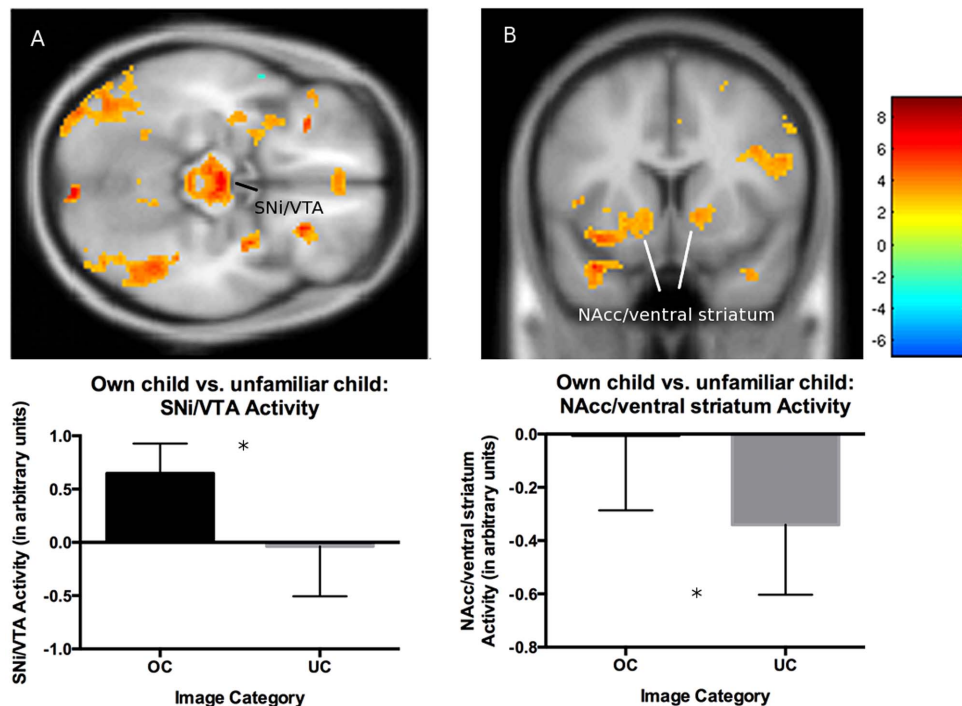 A
SNi/VTA
B
NAcc/ventral striatum
8
6
4
2
0
-2
-4
-6
Own child vs. unfamiliar child:
SNi/VTA Activity
SNi/VTA Activity (in arbitrary units)
1.0
0.5
0.0
-0.5
-1.0
*
OC
UC
Image Category
Own child vs. unfamiliar child:
NAcc/ventral striatum Activity
NAcc/ventral striatum
Activity (in arbitrary units)
0.0
-0.2
-0.4
-0.6
-0.8
*
OC
UC
Image Category